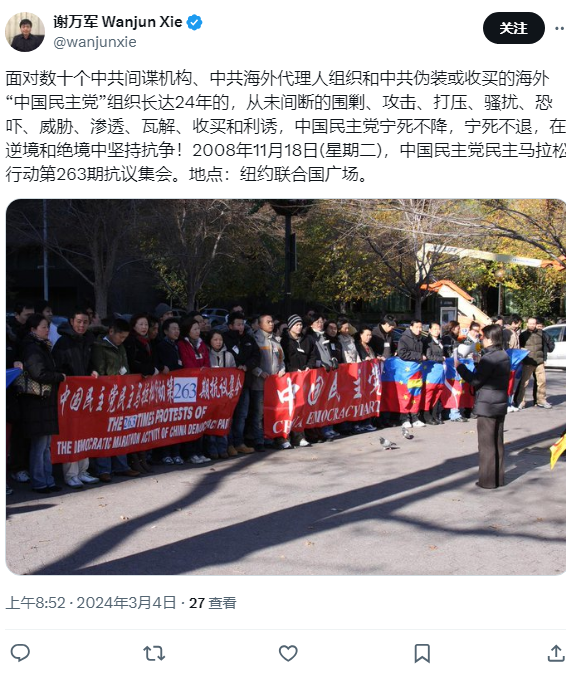 谢万军 Wanjun Xie
@wanjunxie
关注
面对数十个中共间谍机构、中共海外代理人组织和中共伪装或收买的海外
“中国民主党”组织长达24年的，从未间断的围剿、攻击、打压、骚扰、恐
吓、威胁、渗透、瓦解、收买和利诱，中国民主党宁死不降，宁死不退，在
逆境和绝境中坚持抗争！2008年11月18日(星期二)，中国民主党民主马拉松
行动第263期抗议集会。地点：纽约联合国广场。
中国民主党民主马拉松行动第263期抗议集会
THE 263 TIMES PROTESTS OF
THE DEMOCRATIC MARATHON ACTIVITY OF CHINA DEMOCRACY PARTY
中国民主党
CHINA DEMOCRACY PARTY
上午8:52 · 2024年3月4日 · 27 查看